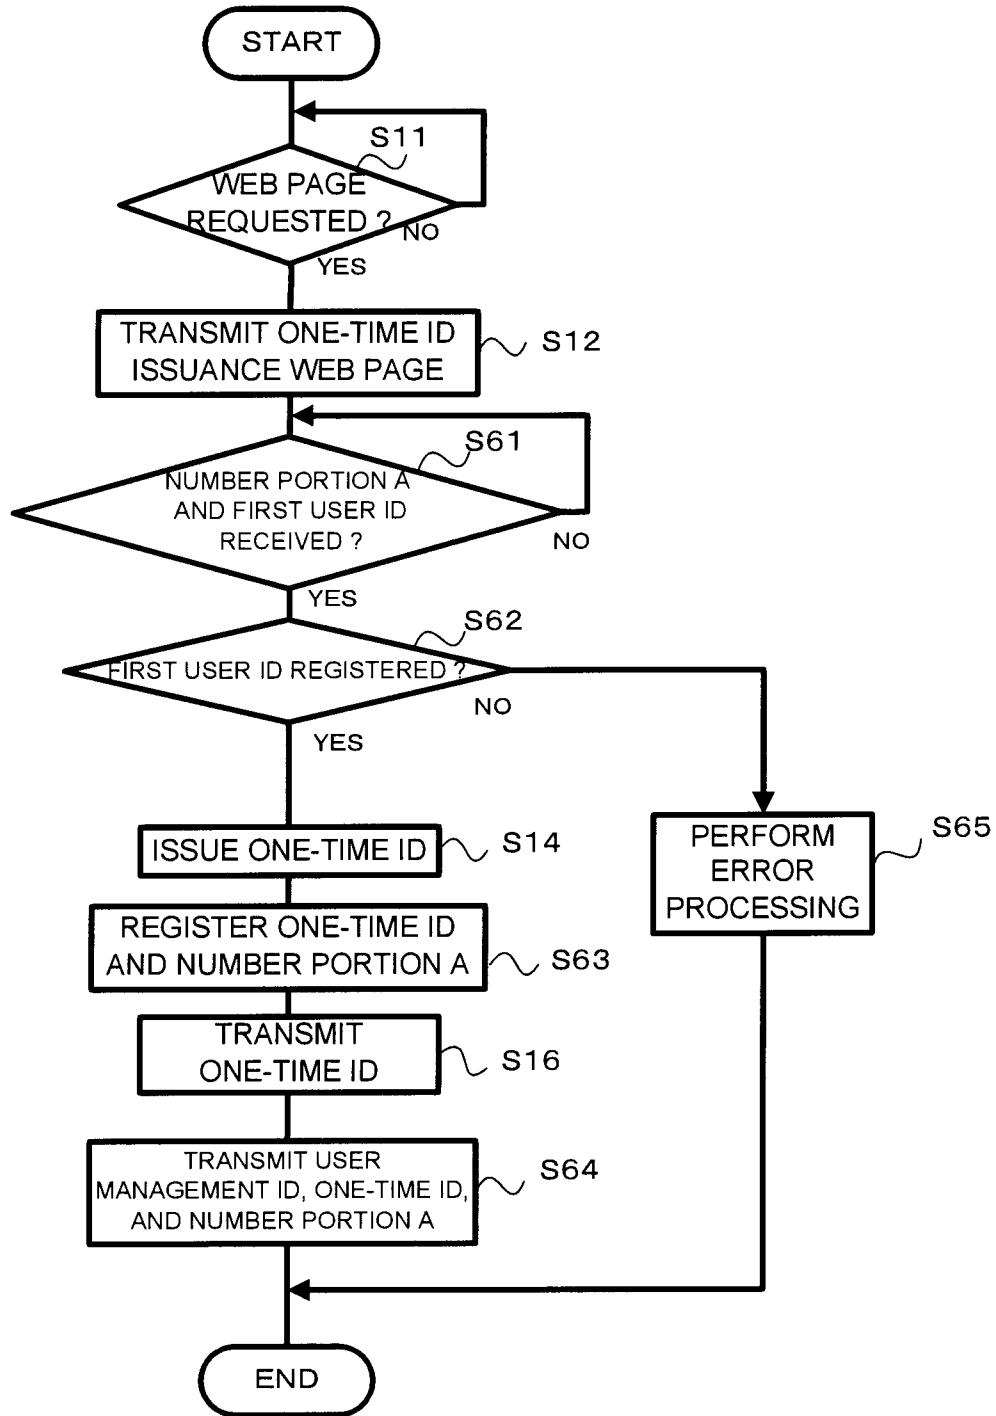 START
S11
WEB PAGE
REQUESTED ?
NO
YES
TRANSMIT ONE-TIME ID
ISSUANCE WEB PAGE
S12
S61
NUMBER PORTION A
AND FIRST USER ID
RECEIVED ?
NO
YES
S62
FIRST USER ID REGISTERED ?
NO
YES
ISSUE ONE-TIME ID
S14
PERFORM
ERROR
PROCESSING
S65
REGISTER ONE-TIME ID
AND NUMBER PORTION A
S63
TRANSMIT
ONE-TIME ID
S16
TRANSMIT USER
MANAGEMENT ID, ONE-TIME ID,
AND NUMBER PORTION A
S64
END